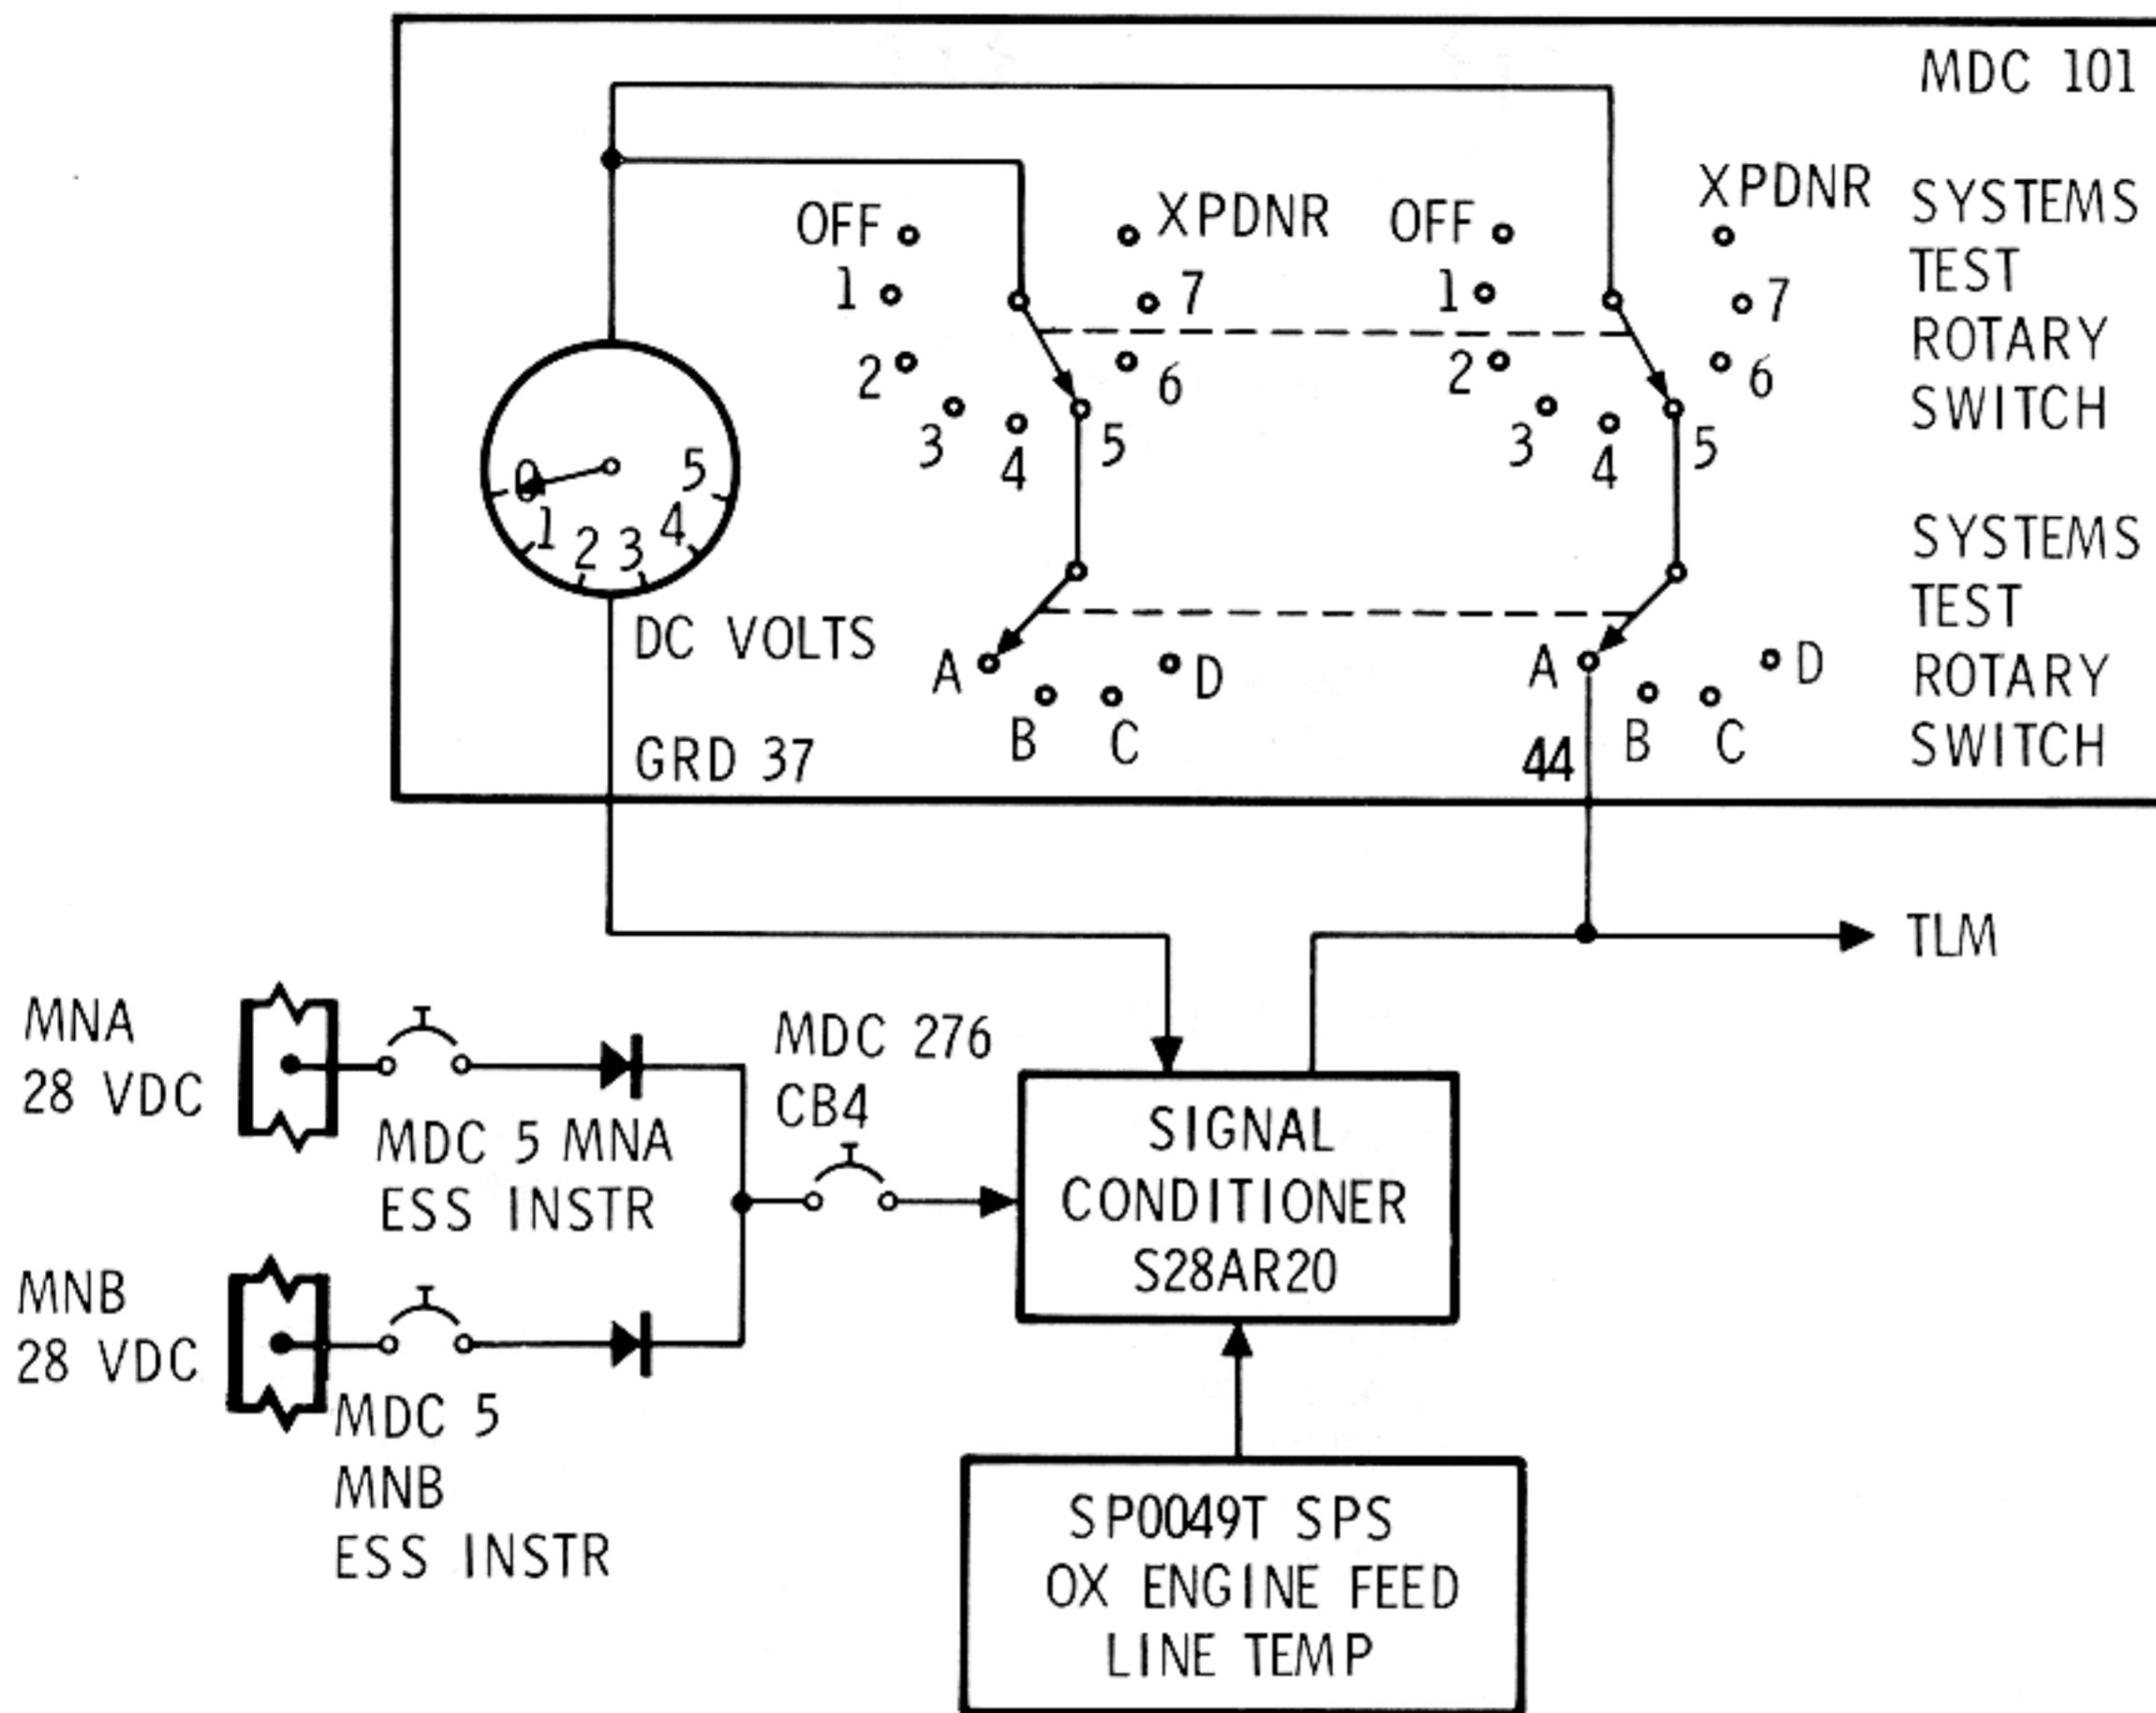 MDC 101
SYSTEMS
TEST
ROTARY
SWITCH
OFF
1
2
3
4
5
6
7
XPDNR
OFF
1
2
3
4
5
6
7
XPDNR
0
1
2
3
4
5
DC VOLTS
GRD 37
A
B
C
D
A
B
C
D
44
SYSTEMS
TEST
ROTARY
SWITCH
TLM
MNA
28 VDC
MDC 5 MNA
ESS INSTR
MDC 276
CB4
MNB
28 VDC
MDC 5
MNB
ESS INSTR
SIGNAL
CONDITIONER
S28AR20
SP0049T SPS
OX ENGINE FEED
LINE TEMP